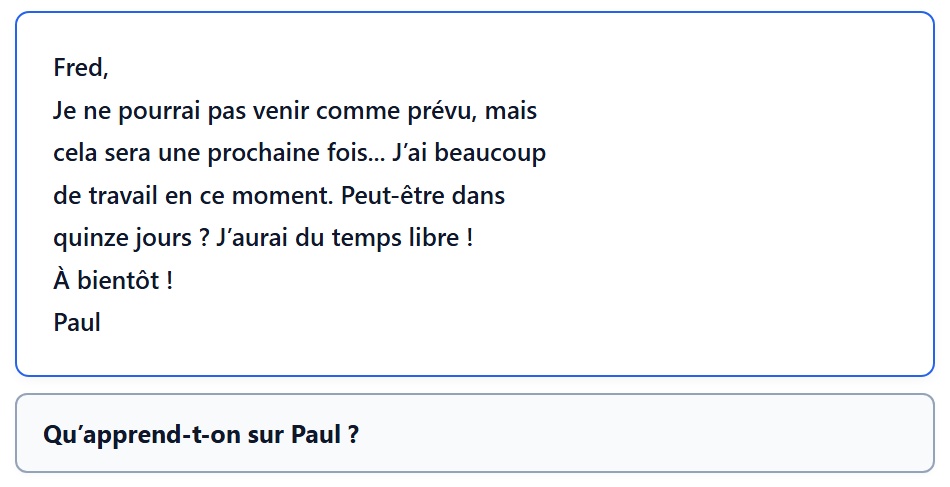 Fred,
Je ne pourrai pas venir comme prévu, mais
cela sera une prochaine fois... J’ai beaucoup
de travail en ce moment. Peut-être dans
quinze jours ? J’aurai du temps libre !
À bientôt !
Paul
Qu’apprend-t-on sur Paul ?